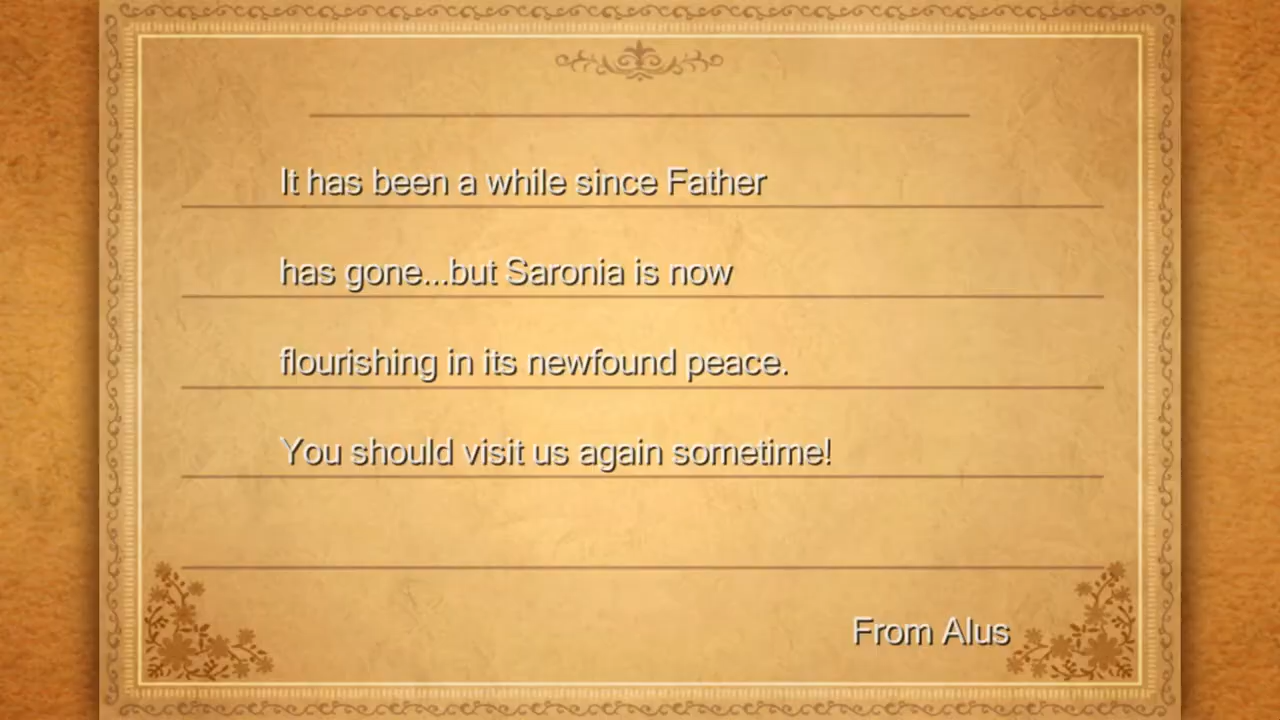 It has been a while since Father
has gone...but Saronia is now
flourishing in its newfound peace.
You should visit us again sometime!
From Alus